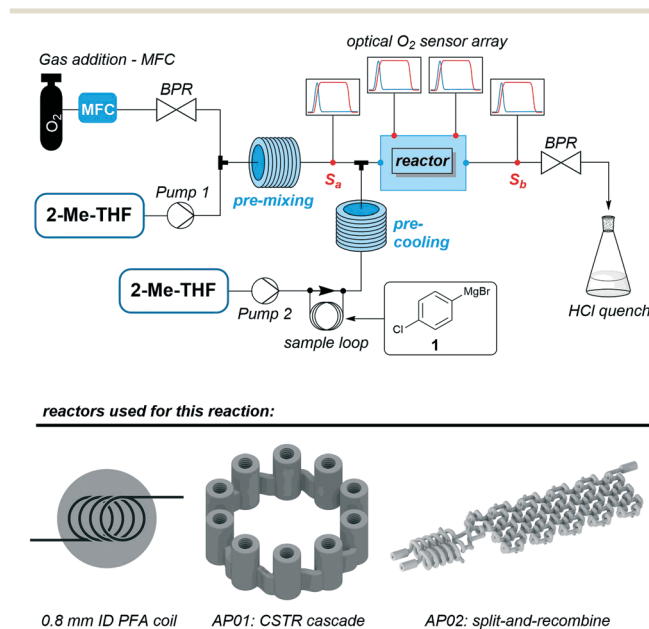 Gas addition - MFC
optical O2 sensor array
BPR
MFC
O2
Pump 1
2-Me-THF
pre-mixing
Sa
reactor
Sb
BPR
pre-
cooling
2-Me-THF
Pump 2
sample loop
MgBr
Cl
1
HCl quench
reactors used for this reaction:
0.8 mm ID PFA coil
AP01: CSTR cascade
AP02: split-and-recombine